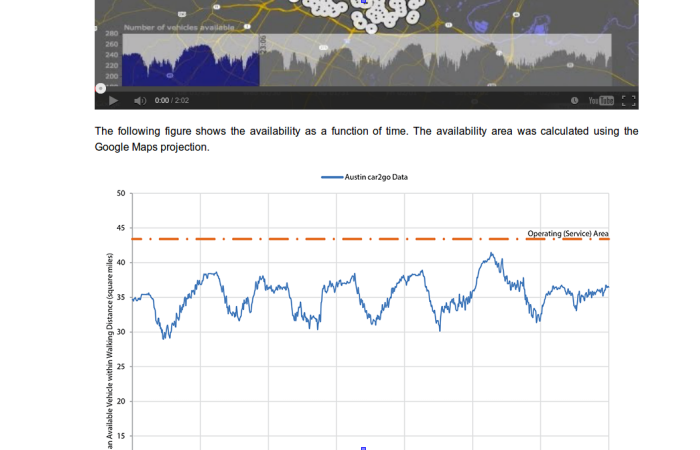 Number of vehicles available
280
260
240
220
200
0:00 / 2:02
YouTube
The following figure shows the availability as a function of time. The availability area was calculated using the
Google Maps projection.
Austin car2go Data
50
45
40
35
30
25
20
15
Operating (Service) Area
an Available Vehicle within Walking Distance (square miles)